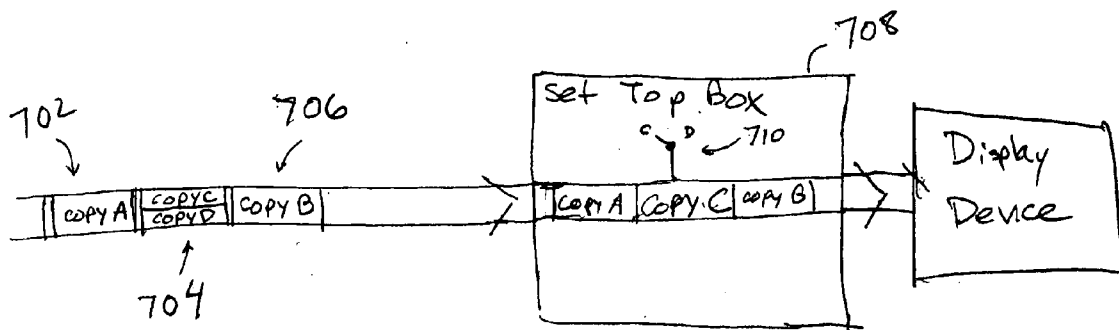 708
Set Top Box
706
702
C D
710
Display
Device
copy A
copy C
copy D
copy B
copy A
copy C
copy B
704